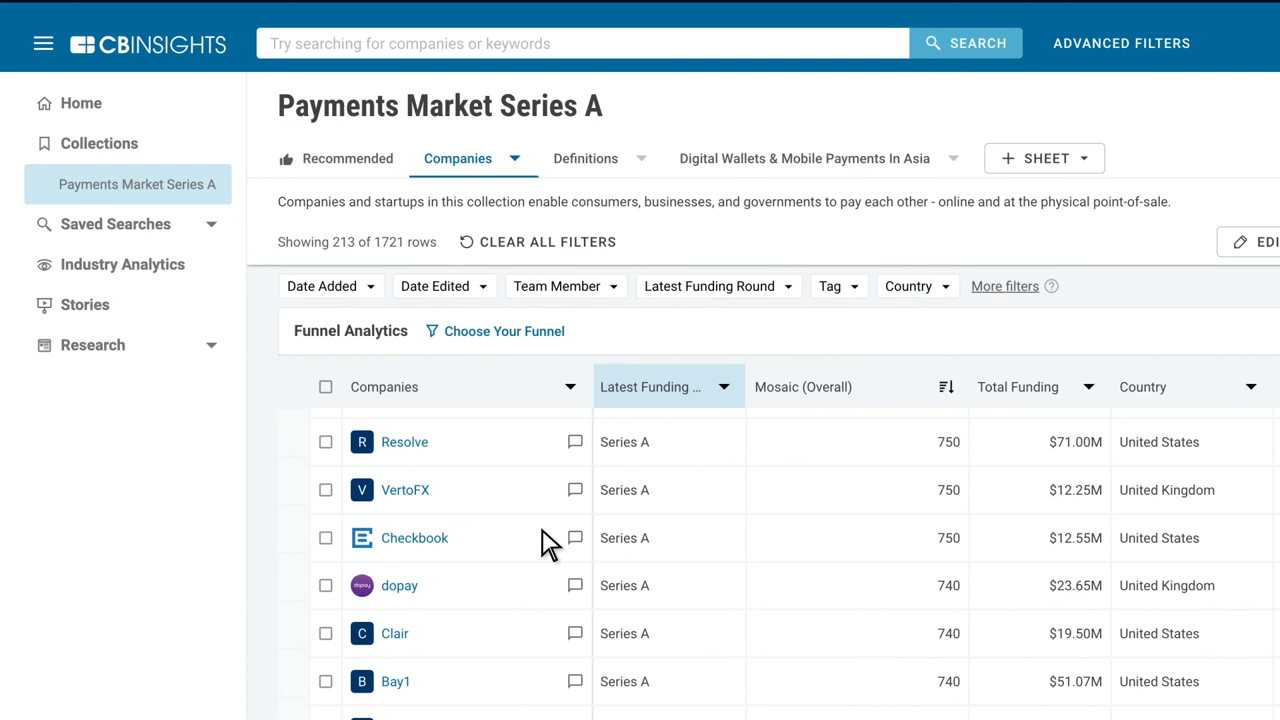 CBINSIGHTS
Try searching for companies or keywords
SEARCH
ADVANCED FILTERS
Home
Collections
Payments Market Series A
Saved Searches
Industry Analytics
Stories
Research
Payments Market Series A
Recommended Companies Definitions Digital Wallets & Mobile Payments In Asia + SHEET
Companies and startups in this collection enable consumers, businesses, and governments to pay each other - online and at the physical point-of-sale.
Showing 213 of 1721 rows CLEAR ALL FILTERS EDI
Date Added Date Edited Team Member Latest Funding Round Tag Country More filters ?
Funnel Analytics Choose Your Funnel
Companies Latest Funding ... Mosaic (Overall) Total Funding Country
R Resolve Series A 750 $71.00M United States
V VertoFX Series A 750 $12.25M United Kingdom
Checkbook Series A 750 $12.55M United States
dopay dopay Series A 740 $23.65M United Kingdom
C Clair Series A 740 $19.50M United States
B Bay1 Series A 740 $51.07M United States